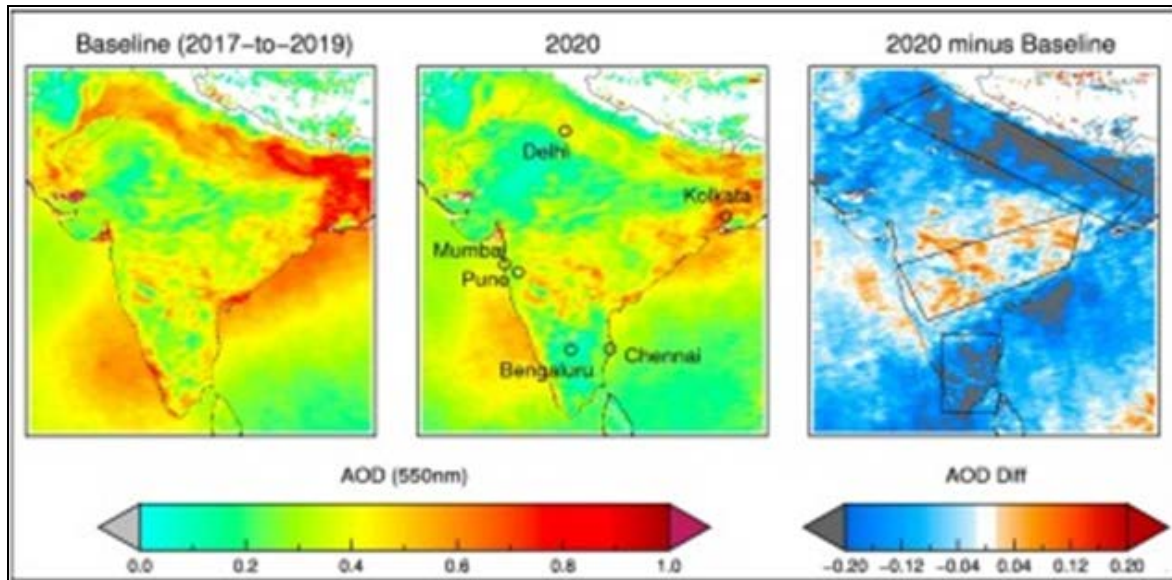 Baseline (2017-to-2019)
2020
2020 minus Baseline
Delhi
Kolkata
Mumbai
Pune
Bengaluru
Chennai
AOD (550nm)
AOD Diff
0.0 0.2 0.4 0.6 0.8 1.0
-0.20 -0.12 -0.04 0.04 0.12 0.20